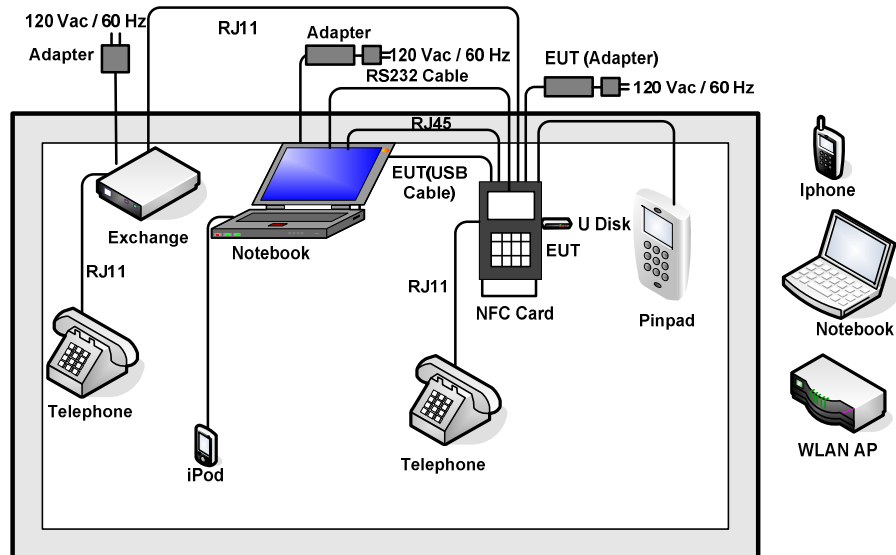 120 Vac / 60 Hz
Adapter
RJ11
Adapter
120 Vac / 60 Hz
RS232 Cable
EUT (Adapter)
120 Vac / 60 Hz
RJ45
EUT(USB
Cable)
Exchange
Notebook
U Disk
EUT
RJ11
RJ11
NFC Card
Pinpad
Telephone
iPod
Telephone
Iphone
Notebook
WLAN AP